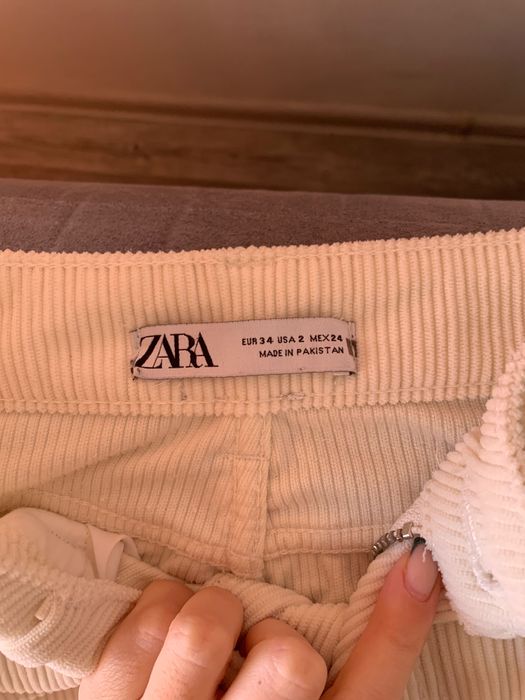 ZARA
EUR 34 USA 2 MEX 24
MADE IN PAKISTAN